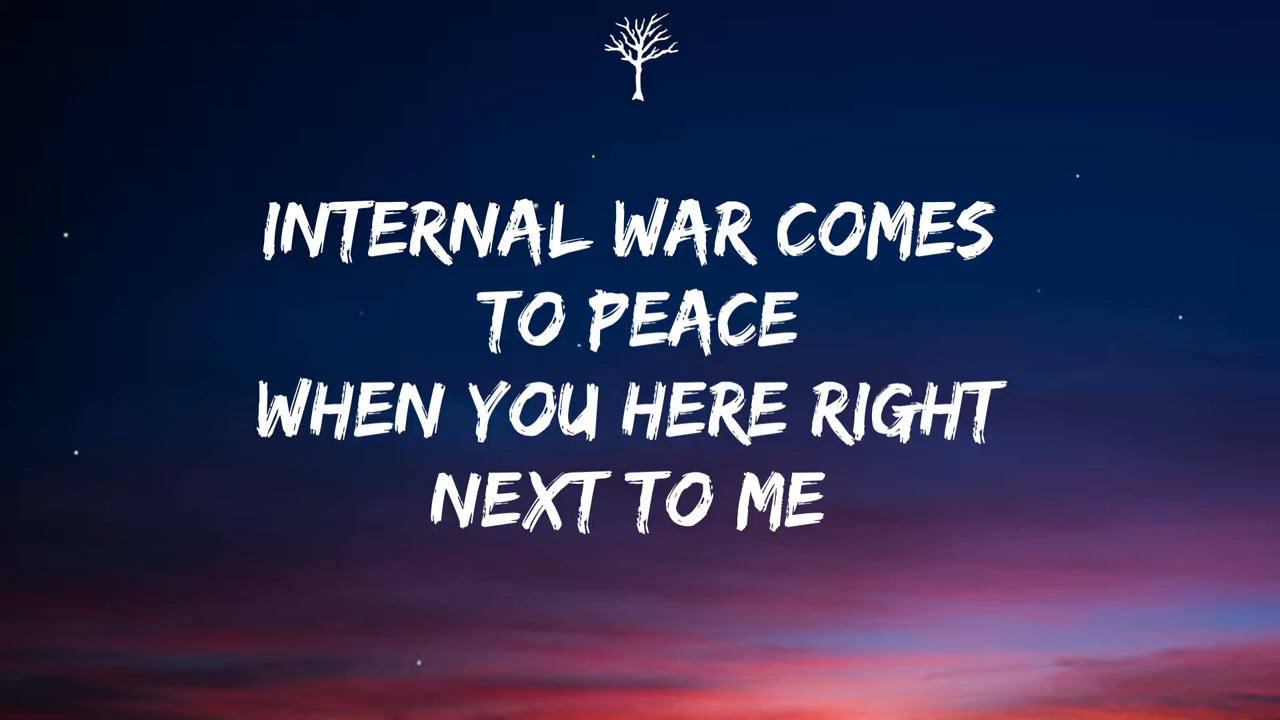 INTERNAL WAR COMES
TO PEACE
WHEN YOU HERE RIGHT
NEXT TO ME